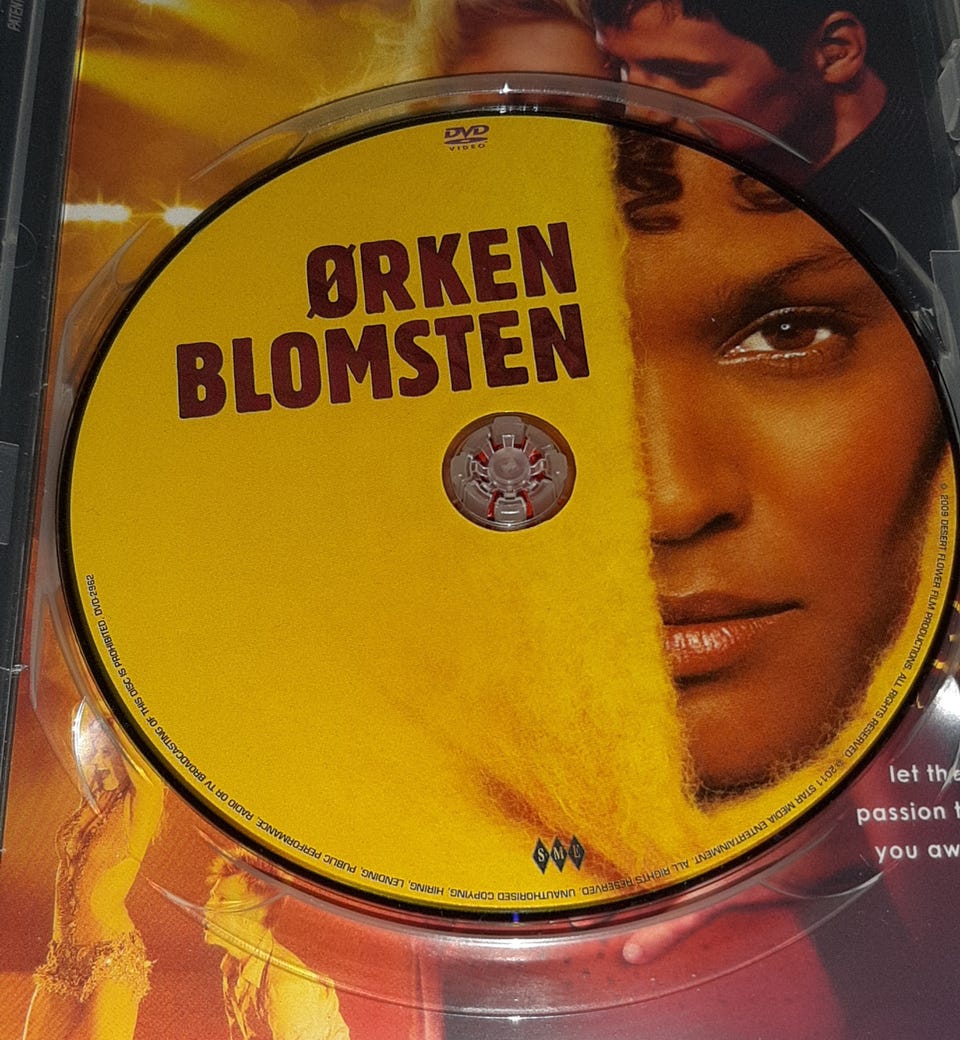 PATEN
DVD
VIDEO
ØRKEN
BLOMSTEN
© 2009 DESERT FLOWER FILM PRODUCTIONS. ALL RIGHTS RESERVED. ℗ 2011 STAR MEDIA ENTERTAINMENT. ALL RIGHTS RESERVED. UNAUTHORISED COPYING, HIRING, LENDING, PUBLIC PERFORMANCE, RADIO OR TV BROADCASTING OF THIS DISC IS PROHIBITED. DVD-2962
SME
let the
passion t
you aw